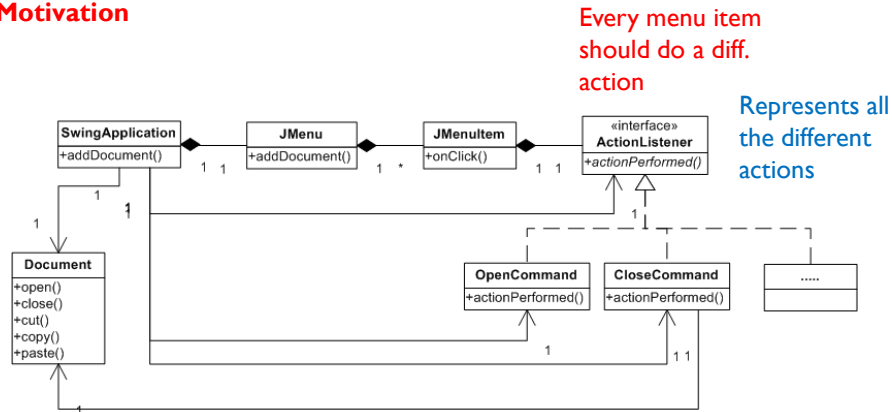 Motivation
Every menu item
should do a diff.
action
Represents all
the different
actions
SwingApplication
+addDocument()
JMenu
+addDocument()
JMenuItem
+onClick()
«interface»
ActionListener
+actionPerformed()
1 1
1 *
1 1
1
1
1
1
1
Document
+open()
+close()
+cut()
+copy()
+paste()
OpenCommand
+actionPerformed()
CloseCommand
+actionPerformed()
.....
1
1 1
1